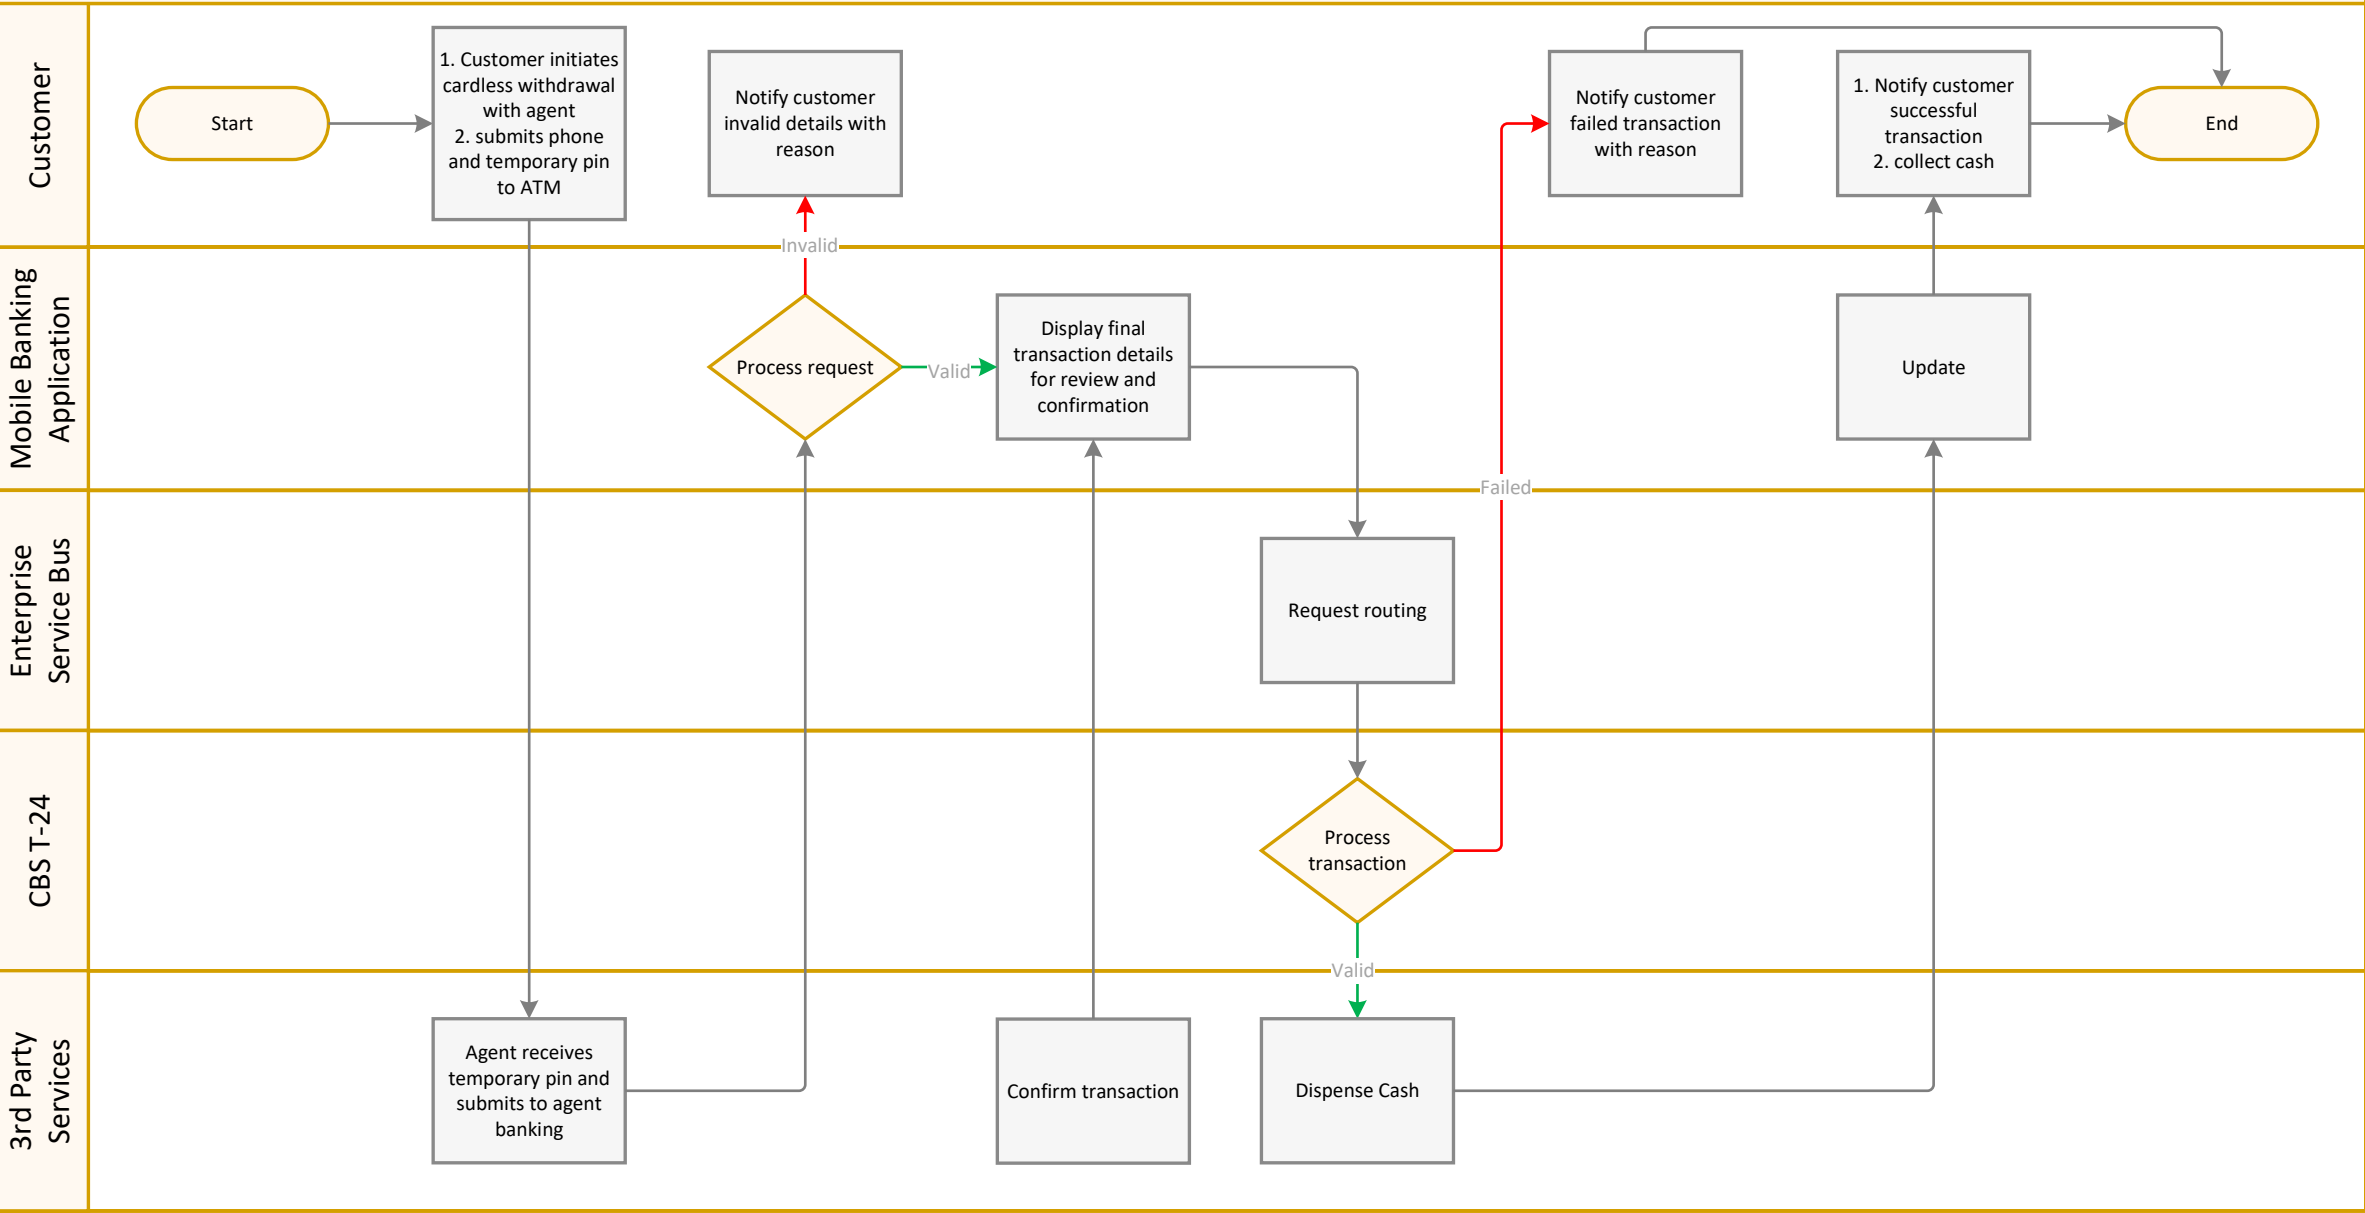 Customer
Start
1. Customer initiates
cardless withdrawal
with agent
2. submits phone
and temporary pin
to ATM
Notify customer
invalid details with
reason
Notify customer
failed transaction
with reason
1. Notify customer
successful
transaction
2. collect cash
End
Invalid
Mobile Banking
Application
Process request
Valid
Display final
transaction details
for review and
confirmation
Update
Failed
Enterprise
Service Bus
Request routing
CBS T-24
Process
transaction
Valid
3rd Party
Services
Agent receives
temporary pin and
submits to agent
banking
Confirm transaction
Dispense Cash